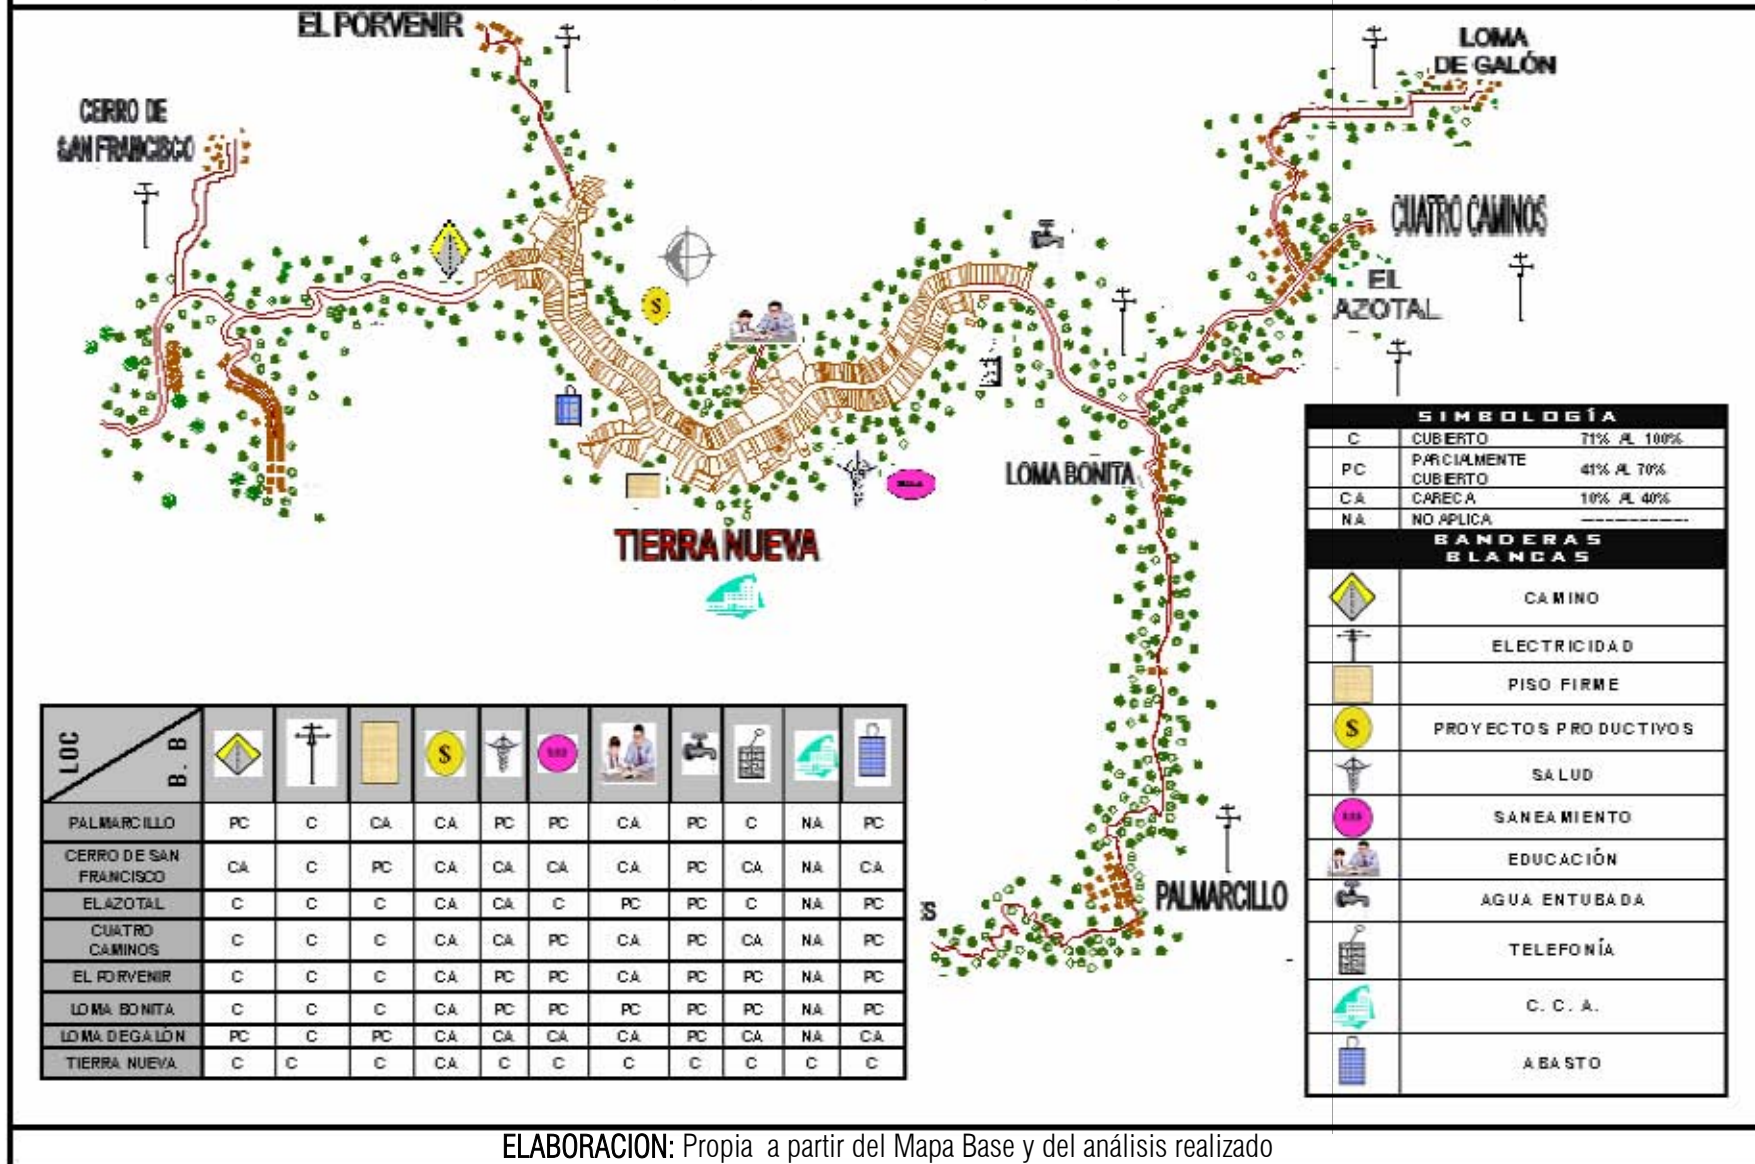 EL PORVENIR
LOMA
DE GALÓN
CERRO DE
SAN FRANCISCO
CUATRO CAMINOS
EL
AZOTAL
$
LOMA BONITA
TIERRA NUEVA
PALMARCILLO
S
SIMBOLOGÍA
C CUBIERTO 71% AL 100%
PC PARCIALMENTE CUBIERTO 41% AL 70%
CA CARECA 10% AL 40%
NA NO APLICA ----------------
BANDERAS
BLANCAS
CAMINO
ELECTRICIDAD
PISO FIRME
$ PROYECTOS PRODUCTIVOS
SALUD
SANEAMIENTO
EDUCACIÓN
AGUA ENTUBADA
TELEFONÍA
C. C. A.
ABASTO
LOC B. B $
PALMARCILLO PC C CA CA PC PC CA PC C NA PC
CERRO DE SAN FRANCISCO CA C PC CA CA CA CA PC CA NA CA
EL AZOTAL C C C CA CA C PC PC C NA PC
CUATRO CAMINOS C C C CA CA PC CA PC CA NA PC
EL PORVENIR C C C CA PC PC CA PC PC NA PC
LOMA BONITA C C C CA PC PC PC PC PC NA PC
LOMA DEGALÓN PC C PC CA CA CA CA PC CA NA CA
TIERRA NUEVA C C C CA C C C C C C C
ELABORACION: Propia a partir del Mapa Base y del análisis realizado